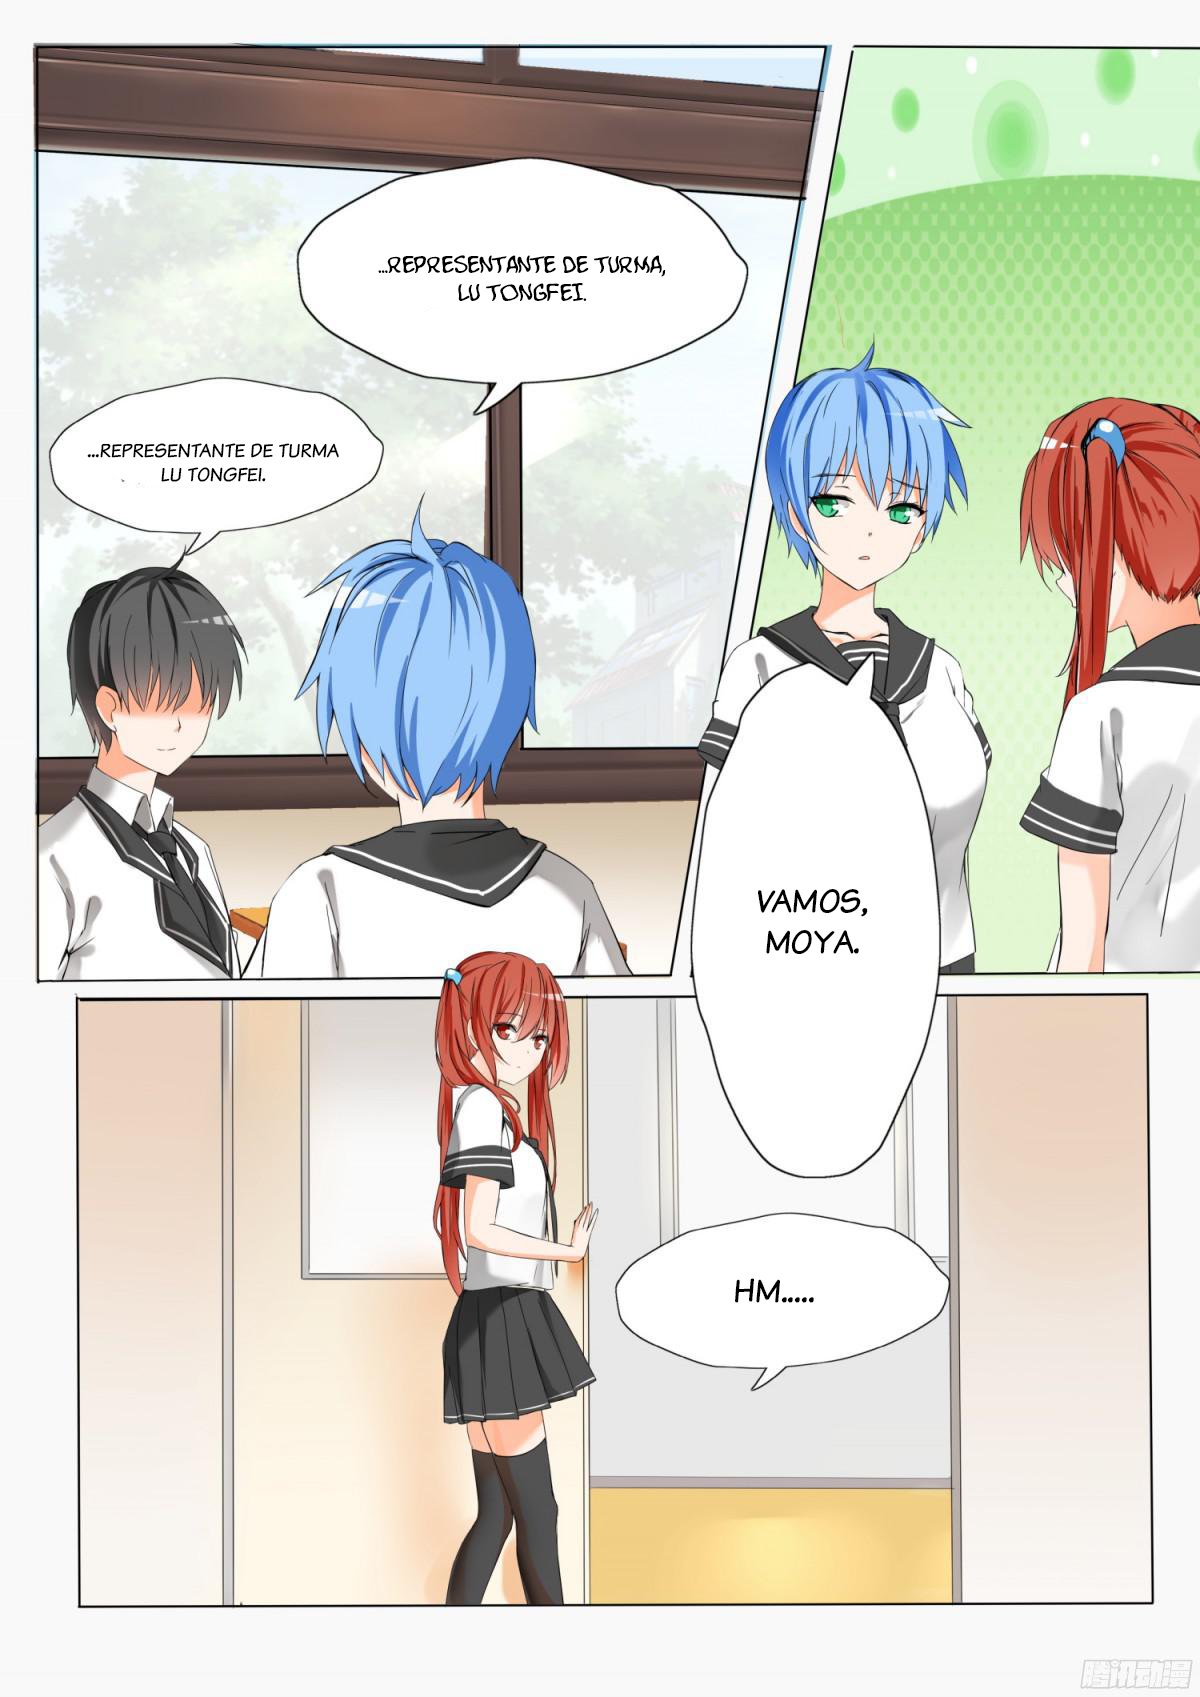 ...REPRESENTANTE DE TURMA,
LU TONGFEI.
...REPRESENTANTE DE TURMA
LU TONGFEI.
VAMOS,
MOYA.
HM.....
腾讯动漫